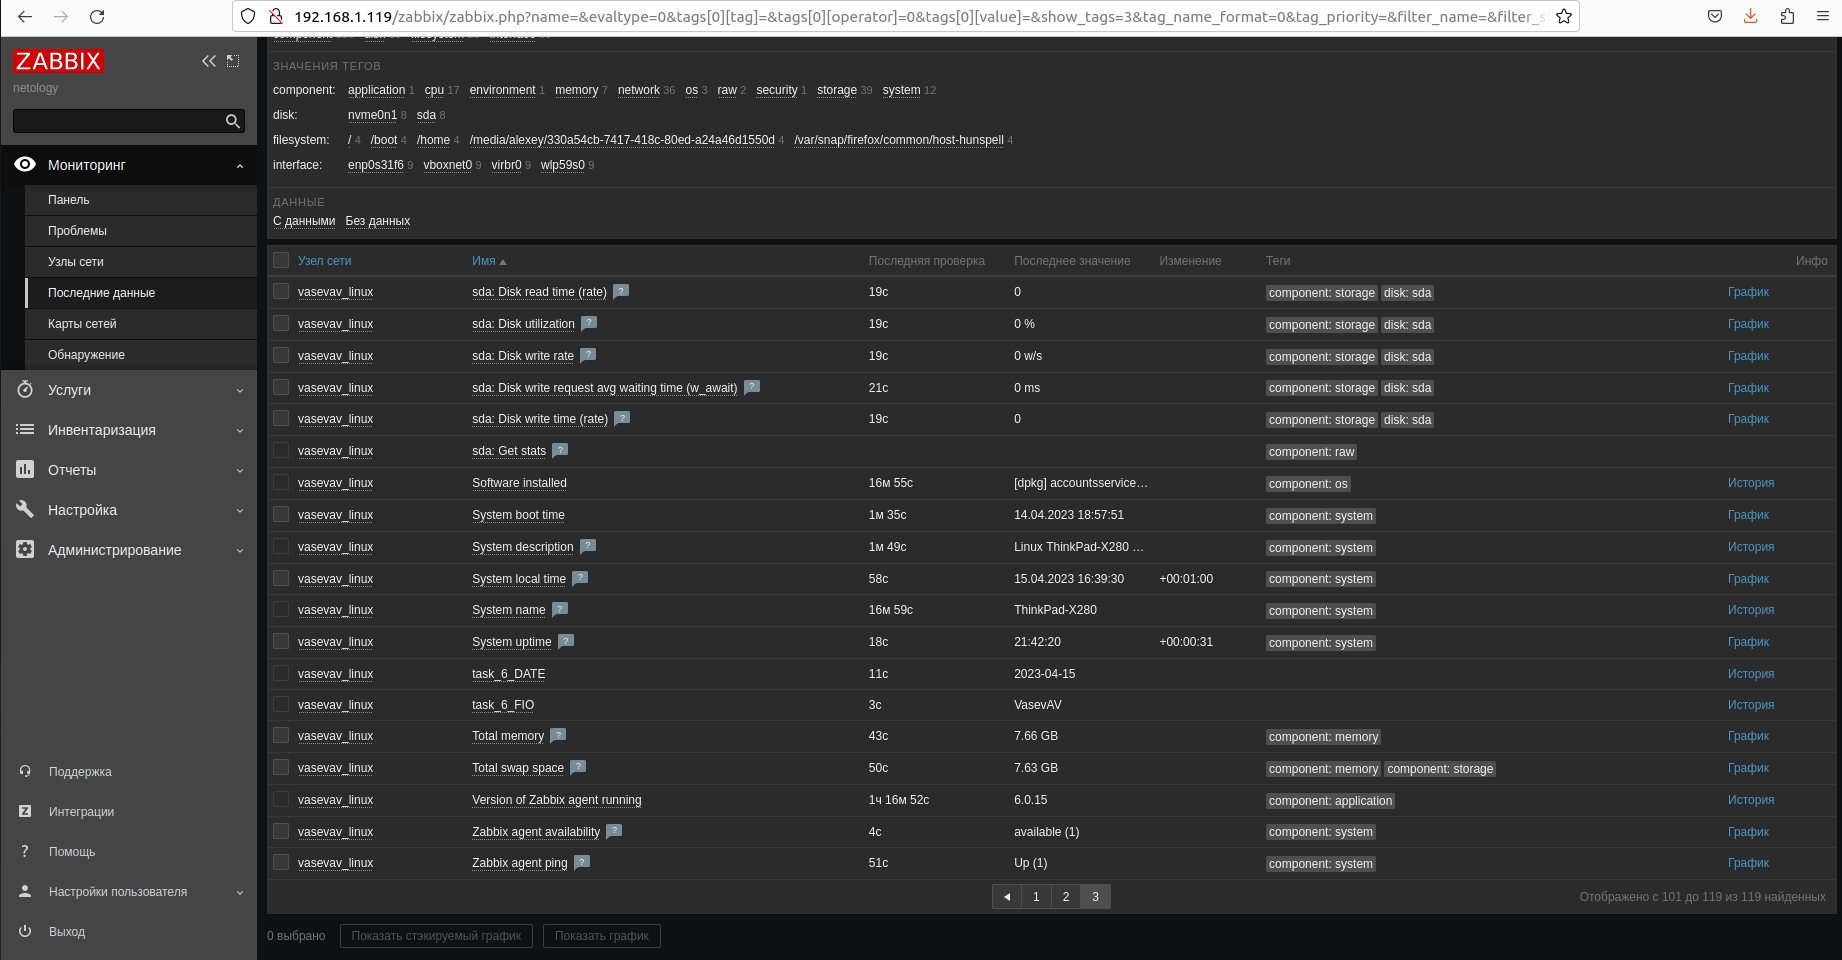 192.168.1.119/zabbix/zabbix.php?name=&evaltype=0&tags[0][tag]=&tags[0][operator]=0&tags[0][value]=&show_tags=3&tag_name_format=0&tag_priority=&filter_name=&filter_s
ZABBIX
netology
Мониторинг
Панель
Проблемы
Узлы сети
Последние данные
Карты сетей
Обнаружение
Услуги
Инвентаризация
Отчеты
Настройка
Администрирование
Поддержка
Интеграции
Помощь
Настройки пользователя
Выход
ЗНАЧЕНИЯ ТЕГОВ
component: application 1 cpu 17 environment 1 memory 7 network 36 os 3 raw 2 security 1 storage 39 system 12
disk: nvme0n1 8 sda 8
filesystem: / 4 /boot 4 /home 4 /media/alexey/330a54cb-7417-418c-80ed-a24a46d1550d 4 /var/snap/firefox/common/host-hunspell 4
interface: enp0s31f6 9 vboxnet0 9 virbr0 9 wlp59s0 9
ДАННЫЕ
С данными Без данных
Узел сети Имя Последняя проверка Последнее значение Изменение Теги Инфо
vasevav_linux sda: Disk read time (rate) ? 19с 0 component: storage disk: sda График
vasevav_linux sda: Disk utilization ? 19с 0 % component: storage disk: sda График
vasevav_linux sda: Disk write rate ? 19с 0 w/s component: storage disk: sda График
vasevav_linux sda: Disk write request avg waiting time (w_await) ? 21с 0 ms component: storage disk: sda График
vasevav_linux sda: Disk write time (rate) ? 19с 0 component: storage disk: sda График
vasevav_linux sda: Get stats ? component: raw
vasevav_linux Software installed 16м 55с [dpkg] accountsservice… component: os История
vasevav_linux System boot time 1м 35с 14.04.2023 18:57:51 component: system График
vasevav_linux System description ? 1м 49с Linux ThinkPad-X280 … component: system История
vasevav_linux System local time ? 58с 15.04.2023 16:39:30 +00:01:00 component: system График
vasevav_linux System name ? 16м 59с ThinkPad-X280 component: system История
vasevav_linux System uptime ? 18с 21:42:20 +00:00:31 component: system График
vasevav_linux task_6_DATE 11с 2023-04-15 История
vasevav_linux task_6_FIO 3с VasevAV История
vasevav_linux Total memory ? 43с 7.66 GB component: memory График
vasevav_linux Total swap space ? 50с 7.63 GB component: memory component: storage График
vasevav_linux Version of Zabbix agent running 1ч 16м 52с 6.0.15 component: application История
vasevav_linux Zabbix agent availability ? 4с available (1) component: system График
vasevav_linux Zabbix agent ping ? 51с Up (1) component: system График
1 2 3
Отображено с 101 до 119 из 119 найденных
0 выбрано Показать стэкируемый график Показать график